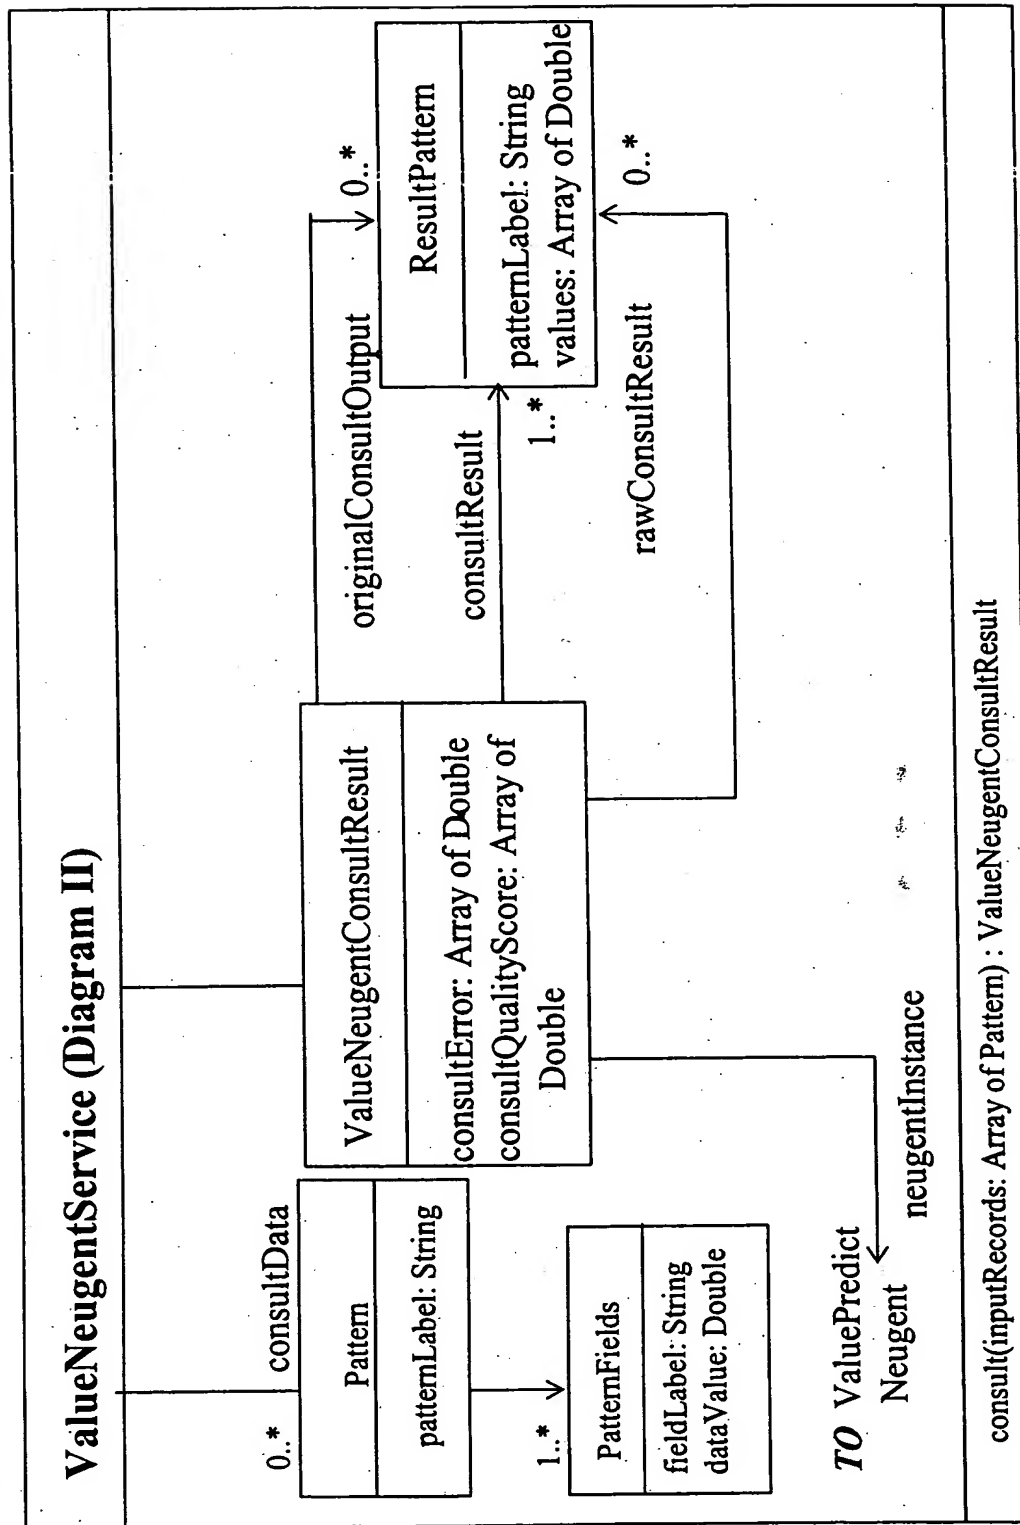 ValueNeugentService (Diagram II)
0..*
consultData
Pattern
patternLabel: String
1..*
PatternFields
fieldLabel: String
dataValue: Double
TO ValuePredict
Neugent
neugentInstance
ValueNeugentConsultResult
consultError: Array of Double
consultQualityScore: Array of
Double
originalConsultOutput
0..*
consultResult
1..*
rawConsultResult
0..*
ResultPattern
patternLabel: String
values: Array of Double
consult(inputRecords: Array of Pattern) : ValueNeugentConsultResult